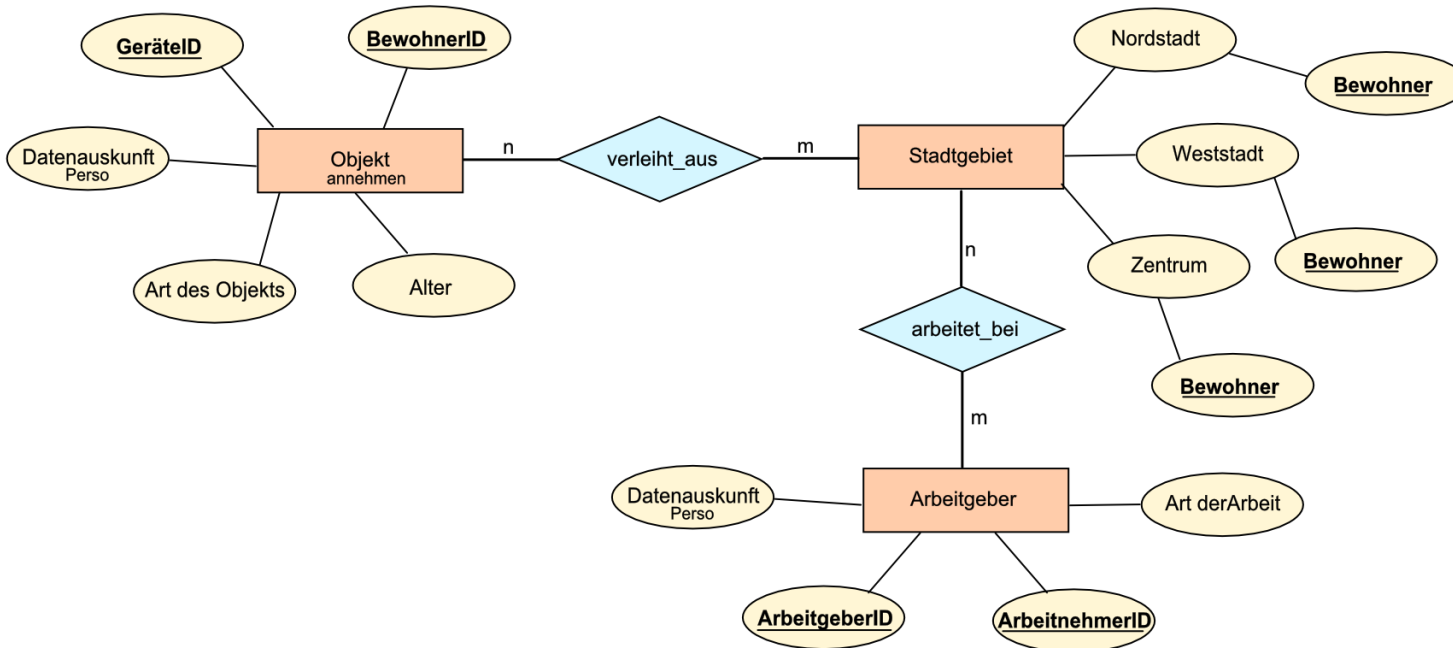 GeräteID
BewohnerID
Nordstadt
Bewohner
Datenauskunft
Perso
Objekt
annehmen
n
verleiht_aus
m
Stadtgebiet
Weststadt
Bewohner
Art des Objekts
Alter
n
Zentrum
arbeitet_bei
Bewohner
m
Datenauskunft
Perso
Arbeitgeber
Art derArbeit
ArbeitgeberID
ArbeitnehmerID